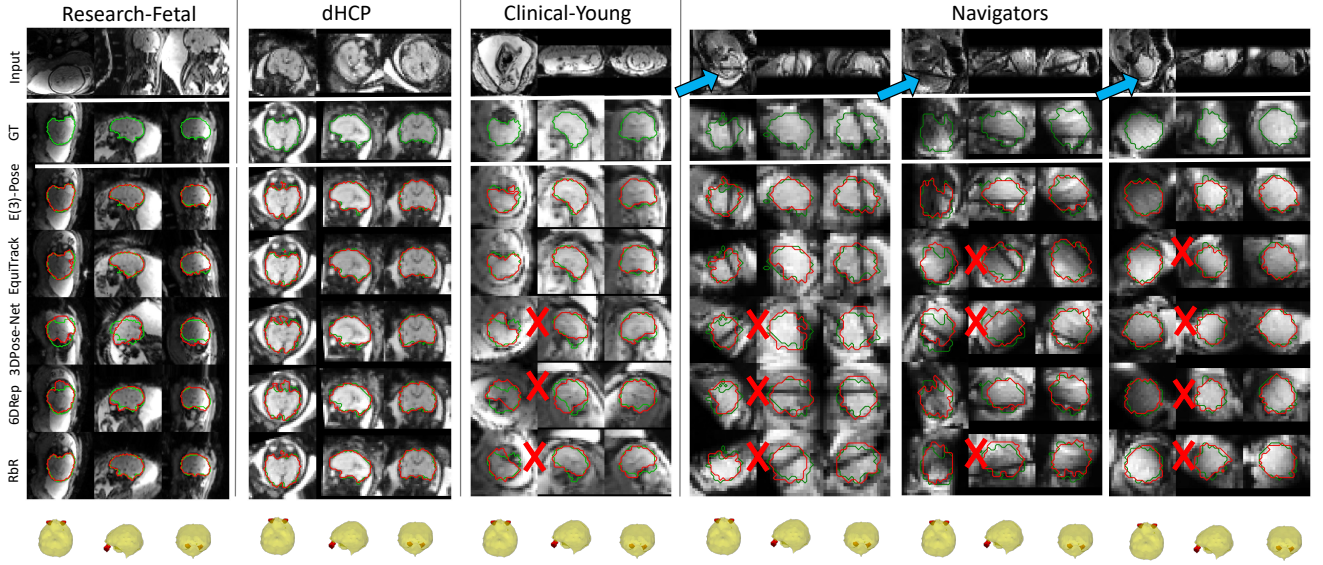 Research-Fetal
dHCP
Clinical-Young
Navigators
Input
GT
E(3)-Pose
EquiTrack
3DPose-Net
6DRep
RbR